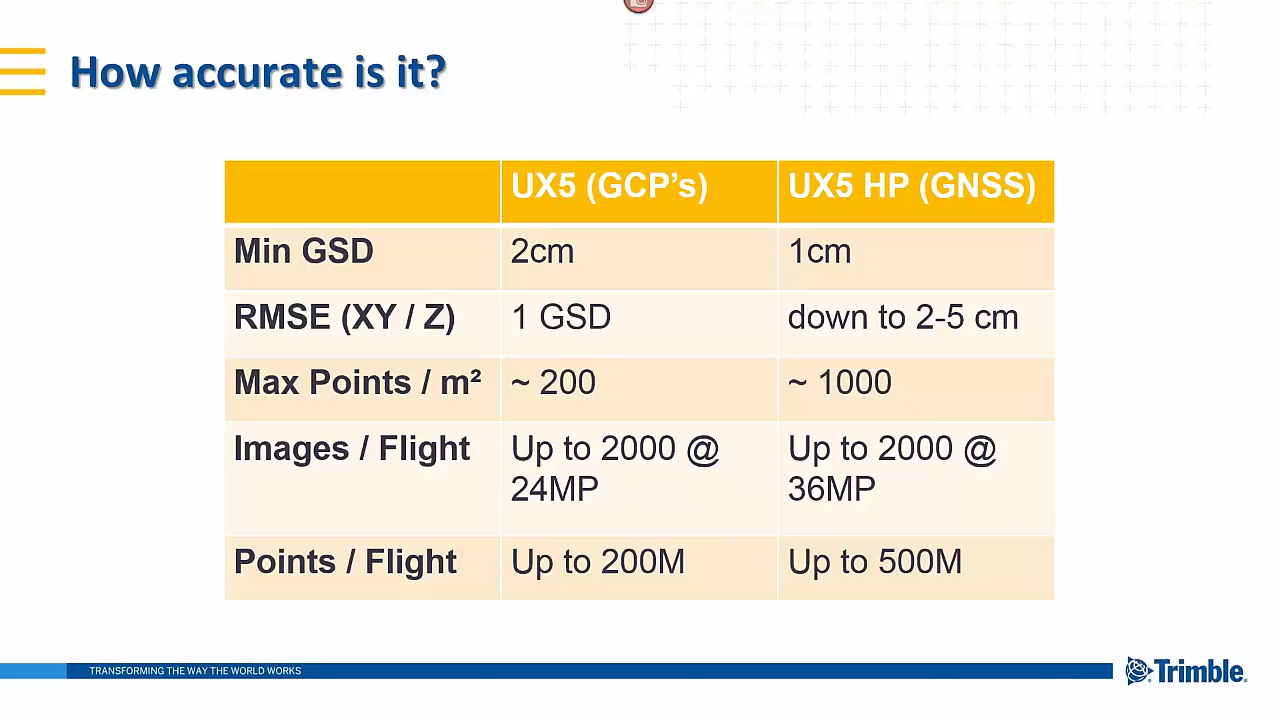 How accurate is it?
UX5 (GCP’s) UX5 HP (GNSS)
Min GSD 2cm 1cm
RMSE (XY / Z) 1 GSD down to 2-5 cm
Max Points / m² ~ 200 ~ 1000
Images / Flight Up to 2000 @ Up to 2000 @
24MP 36MP
Points / Flight Up to 200M Up to 500M
TRANSFORMING THE WAY THE WORLD WORKS
Trimble®